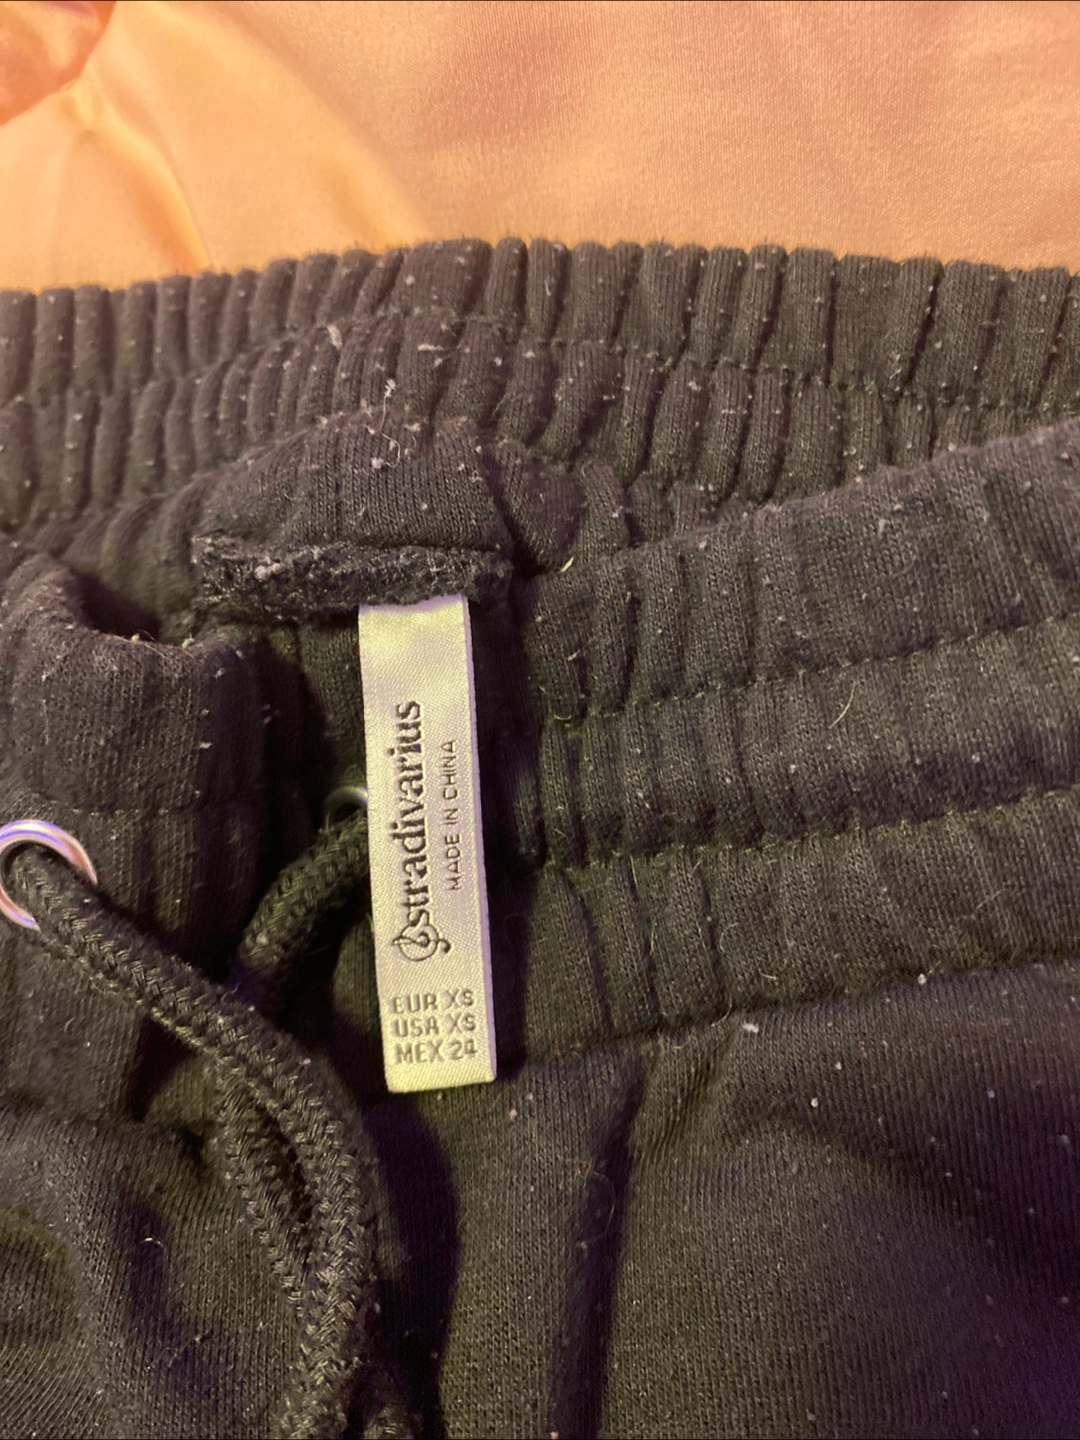 stradivarius
MADE IN CHINA
EUR XS
USA XS
MEX 24